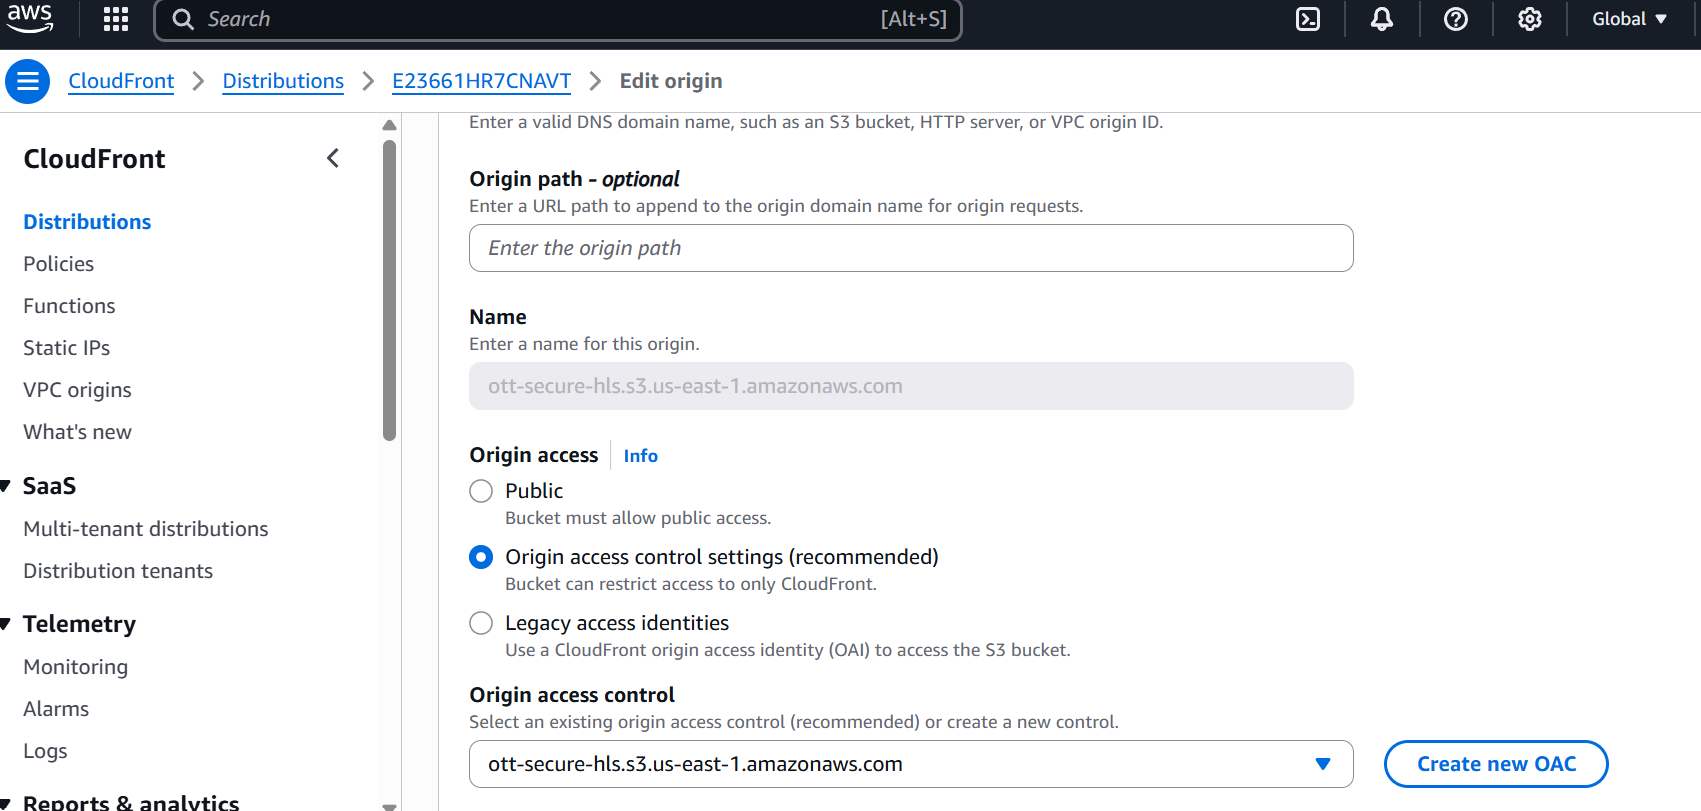 aws
Search [Alt+S] Global
CloudFront Distributions E23661HR7CNAVT Edit origin
CloudFront
Distributions
Policies
Functions
Static IPs
VPC origins
What's new
SaaS
Multi-tenant distributions
Distribution tenants
Telemetry
Monitoring
Alarms
Logs
Reports & analytics
Enter a valid DNS domain name, such as an S3 bucket, HTTP server, or VPC origin ID.
Origin path - optional
Enter a URL path to append to the origin domain name for origin requests.
Enter the origin path
Name
Enter a name for this origin.
ott-secure-hls.s3.us-east-1.amazonaws.com
Origin access Info
Public
Bucket must allow public access.
Origin access control settings (recommended)
Bucket can restrict access to only CloudFront.
Legacy access identities
Use a CloudFront origin access identity (OAI) to access the S3 bucket.
Origin access control
Select an existing origin access control (recommended) or create a new control.
ott-secure-hls.s3.us-east-1.amazonaws.com
Create new OAC